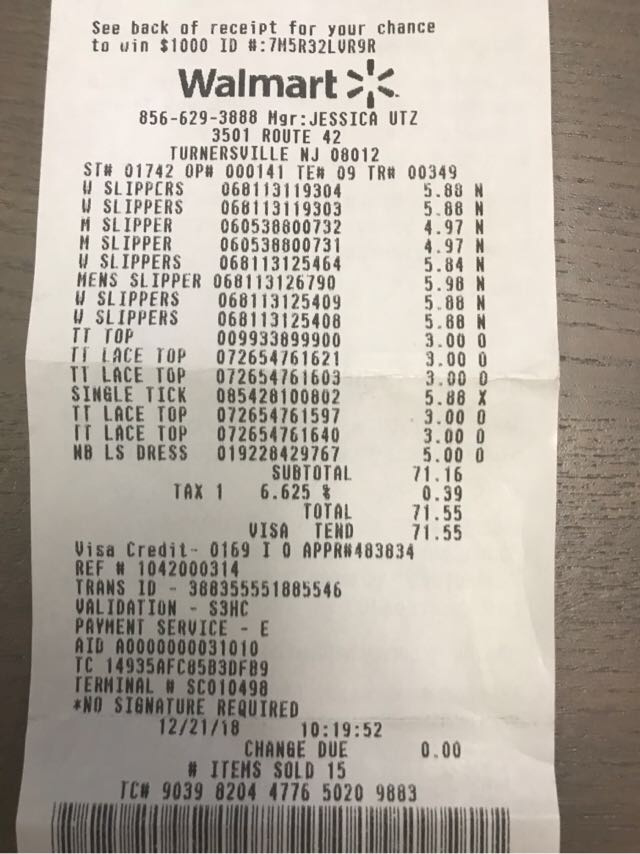 See back of receipt for your chance
to win $1000 ID #:7M5R32LVR9R
Walmart
856-629-3888 Mgr:JESSICA UTZ
3501 ROUTE 42
TURNERSVILLE NJ 08012
ST# 01742 OP# 000141 TE# 09 TR# 00349
W SLIPPERS 068113119304 5.88 N
W SLIPPERS 068113119303 5.88 N
M SLIPPER 060538800732 4.97 N
M SLIPPER 060538800731 4.97 N
W SLIPPERS 068113125464 5.84 N
MENS SLIPPER 068113126790 5.98 N
W SLIPPERS 068113125409 5.88 N
W SLIPPERS 068113125408 5.88 N
TT TOP 009933899900 3.00 O
TT LACE TOP 072654761621 3.00 O
TT LACE TOP 072654761603 3.00 O
SINGLE TICK 085428100802 5.88 X
TT LACE TOP 072654761597 3.00 O
TT LACE TOP 072654761640 3.00 O
NB LS DRESS 019228429767 5.00 O
SUBTOTAL 71.16
TAX 1 6.625 % 0.39
TOTAL 71.55
VISA TEND 71.55
Visa Credit- 0169 I 0 APPR#483834
REF # 1042000314
TRANS ID - 388355551885546
VALIDATION - S3HC
PAYMENT SERVICE - E
AID A0000000031010
TC 14935AFC85B3DFB9
TERMINAL # SC010498
*NO SIGNATURE REQUIRED
12/21/18 10:19:52
CHANGE DUE 0.00
# ITEMS SOLD 15
TC# 9039 8204 4776 5020 9883